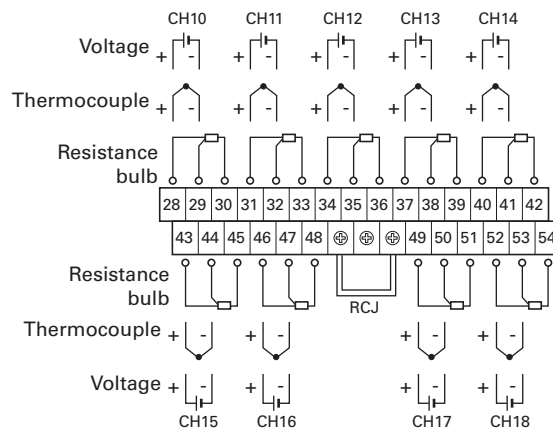 CH10 CH11 CH12 CH13 CH14
Voltage + - + - + - + - + -
Thermocouple + - + - + - + - + -
Resistance
bulb
28 29 30 31 32 33 34 35 36 37 38 39 40 41 42
43 44 45 46 47 48 49 50 51 52 53 54
Resistance
bulb
RCJ
Thermocouple + - + - + - + -
Voltage + - + - + - + -
CH15 CH16 CH17 CH18